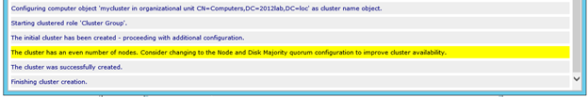 Configuring computer object 'mycluster in organizational unit CN=Computers,DC=2012lab,DC=loc' as cluster name object.
Starting clustered role 'Cluster Group'.
The initial cluster has been created - proceeding with additional configuration.
The cluster has an even number of nodes. Consider changing to the Node and Disk Majority quorum configuration to improve cluster availability.
The cluster was successfully created.
Finishing cluster creation.